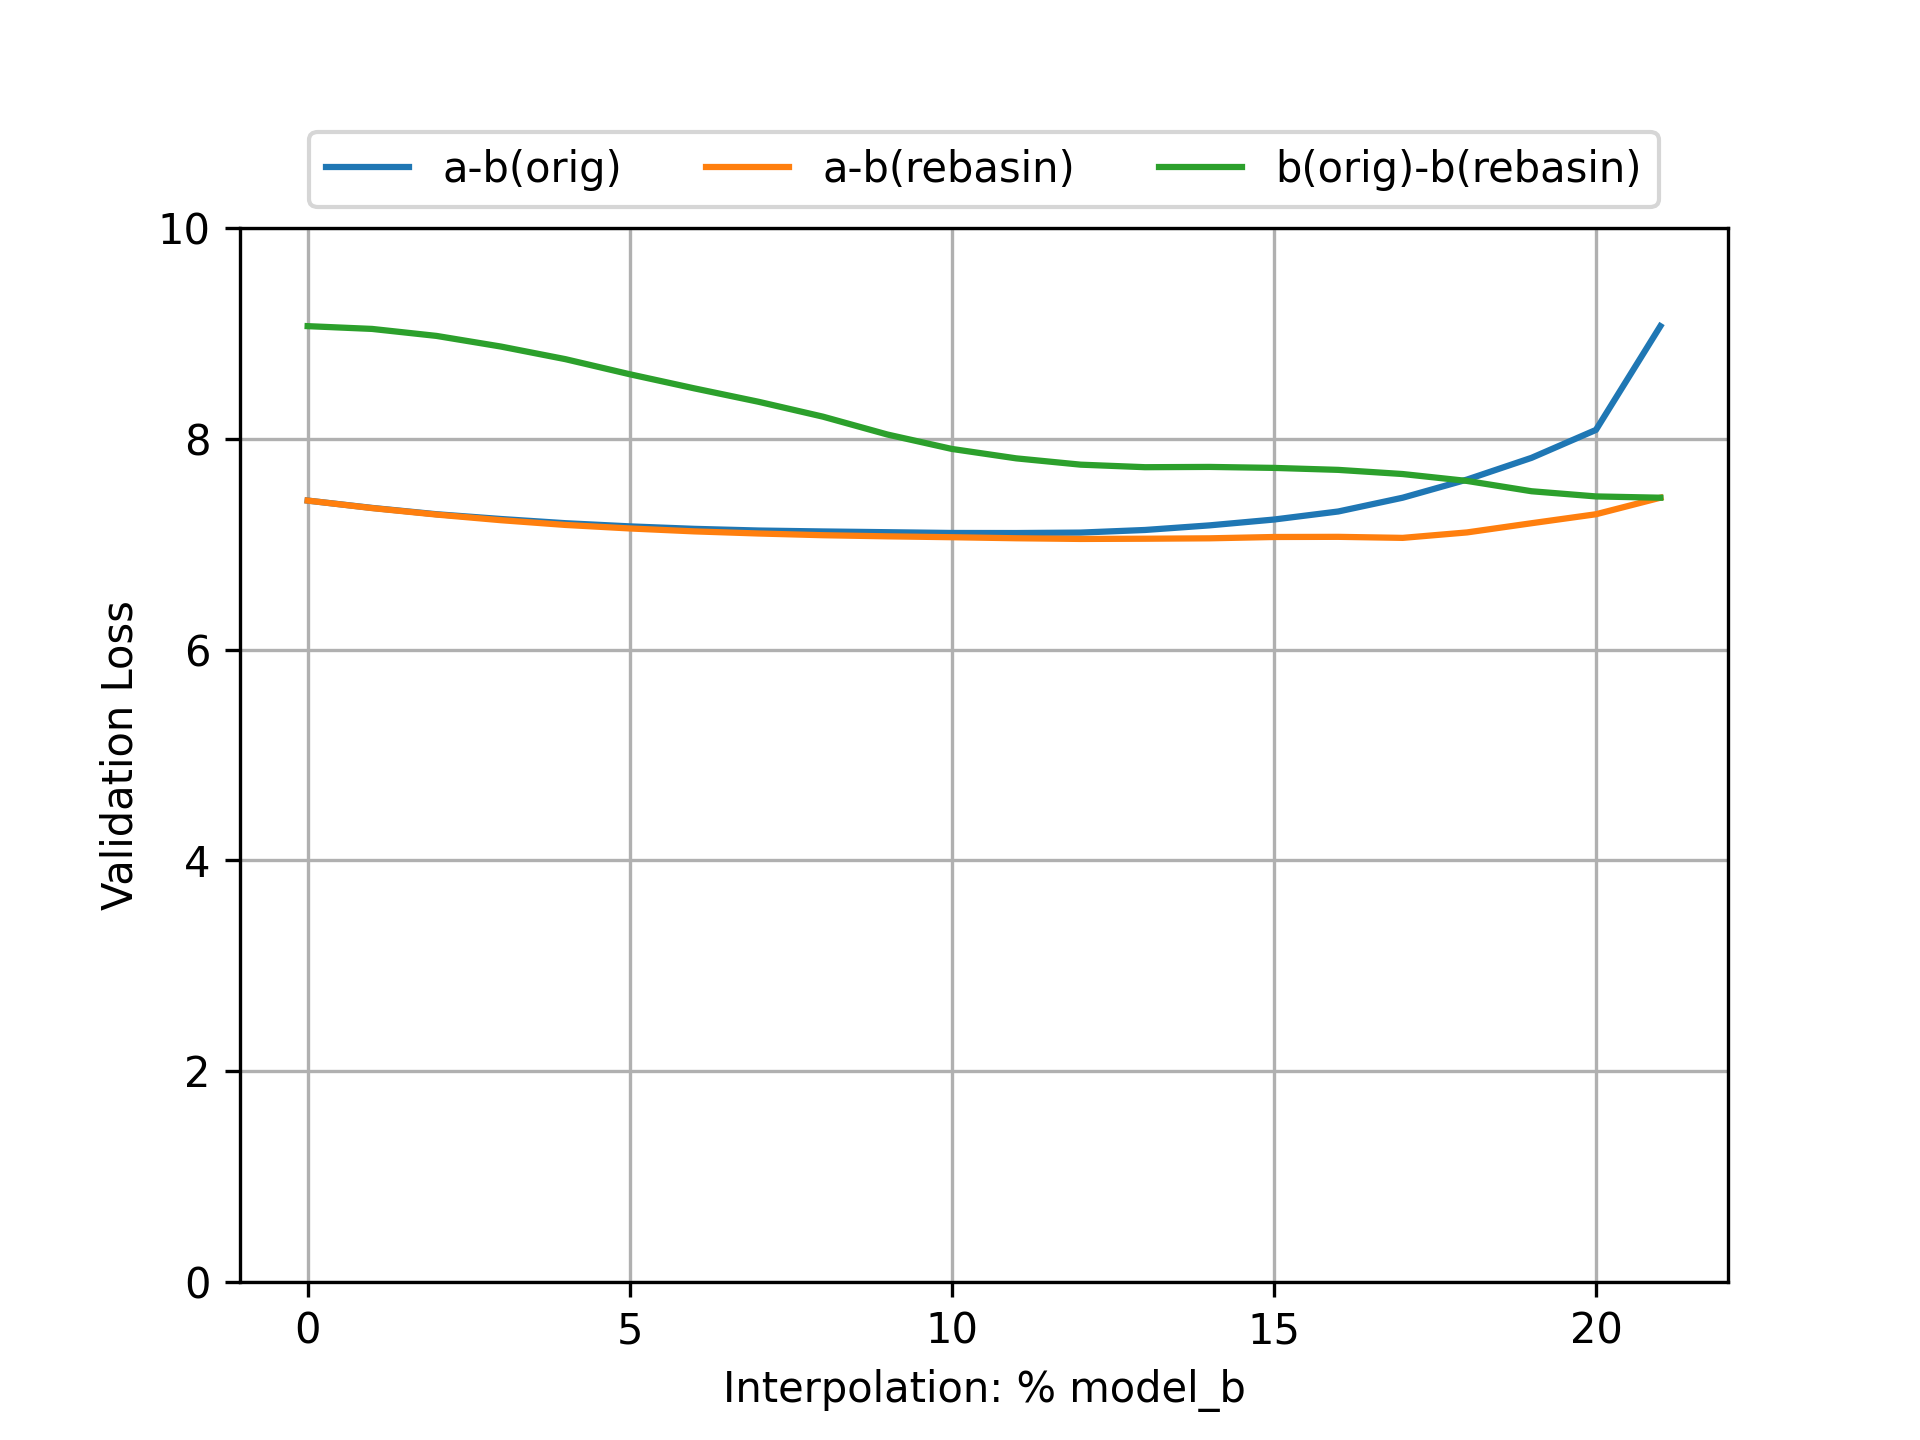 a-b(orig) a-b(rebasin) b(orig)-b(rebasin)
10
8
6
4
2
0
Validation Loss
0 5 10 15 20
Interpolation: % model_b